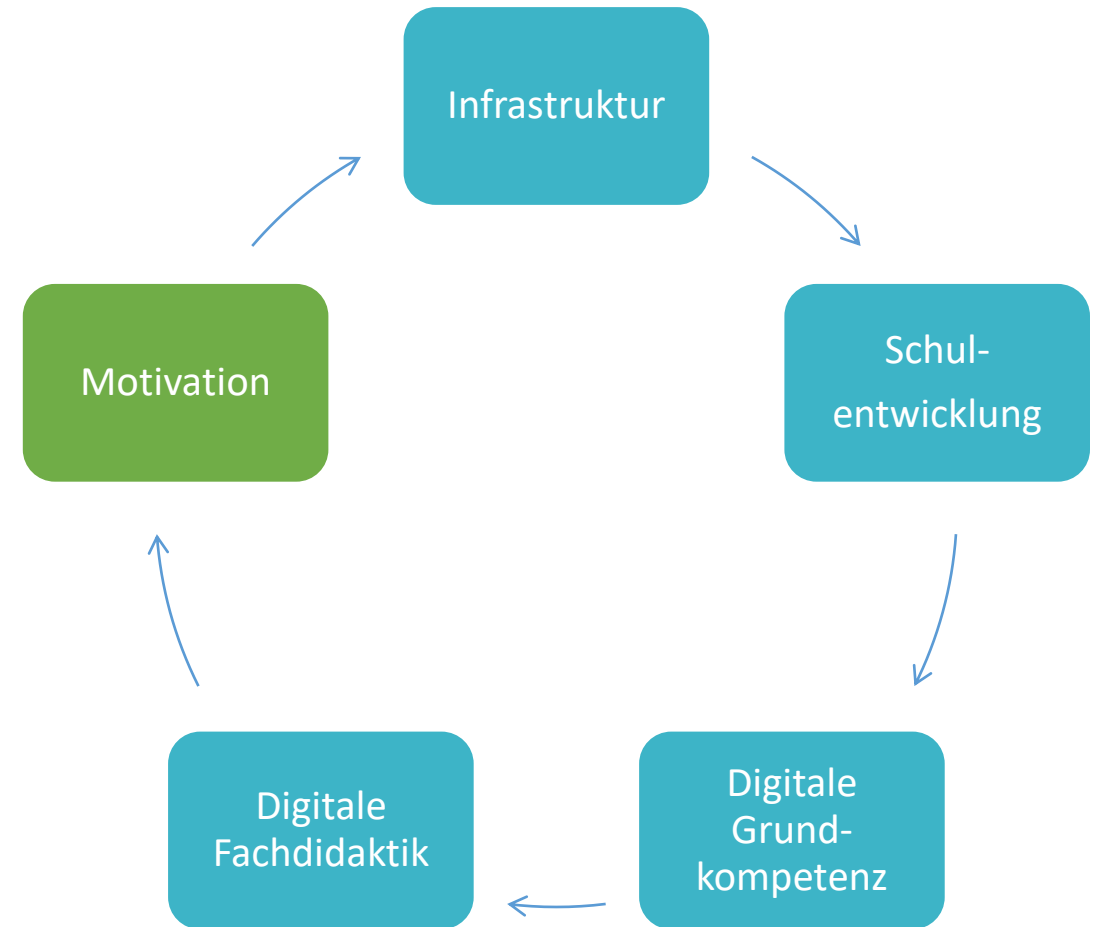 Infrastruktur
Schul-
entwicklung
Digitale
Grund-
kompetenz
Digitale
Fachdidaktik
Motivation